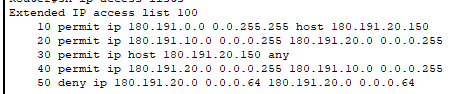 Extended IP access list 100
10 permit ip 180.191.0.0 0.0.255.255 host 180.191.20.150
20 permit ip 180.191.10.0 0.0.0.255 180.191.20.0 0.0.0.255
30 permit ip host 180.191.20.150 any
40 permit ip 180.191.20.0 0.0.0.255 180.191.10.0 0.0.0.255
50 deny ip 180.191.20.0 0.0.0.64 180.191.20.0 0.0.0.64